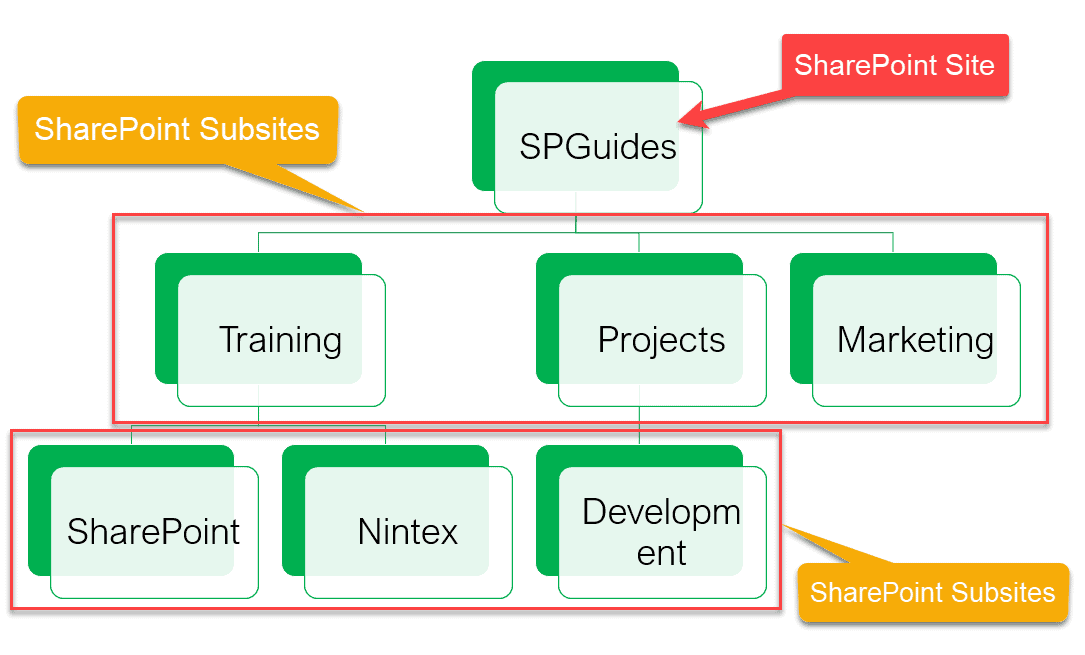 SharePoint Site
SharePoint Subsites
SPGuides
Training
Projects
Marketing
SharePoint
Nintex
Developm
ent
SharePoint Subsites